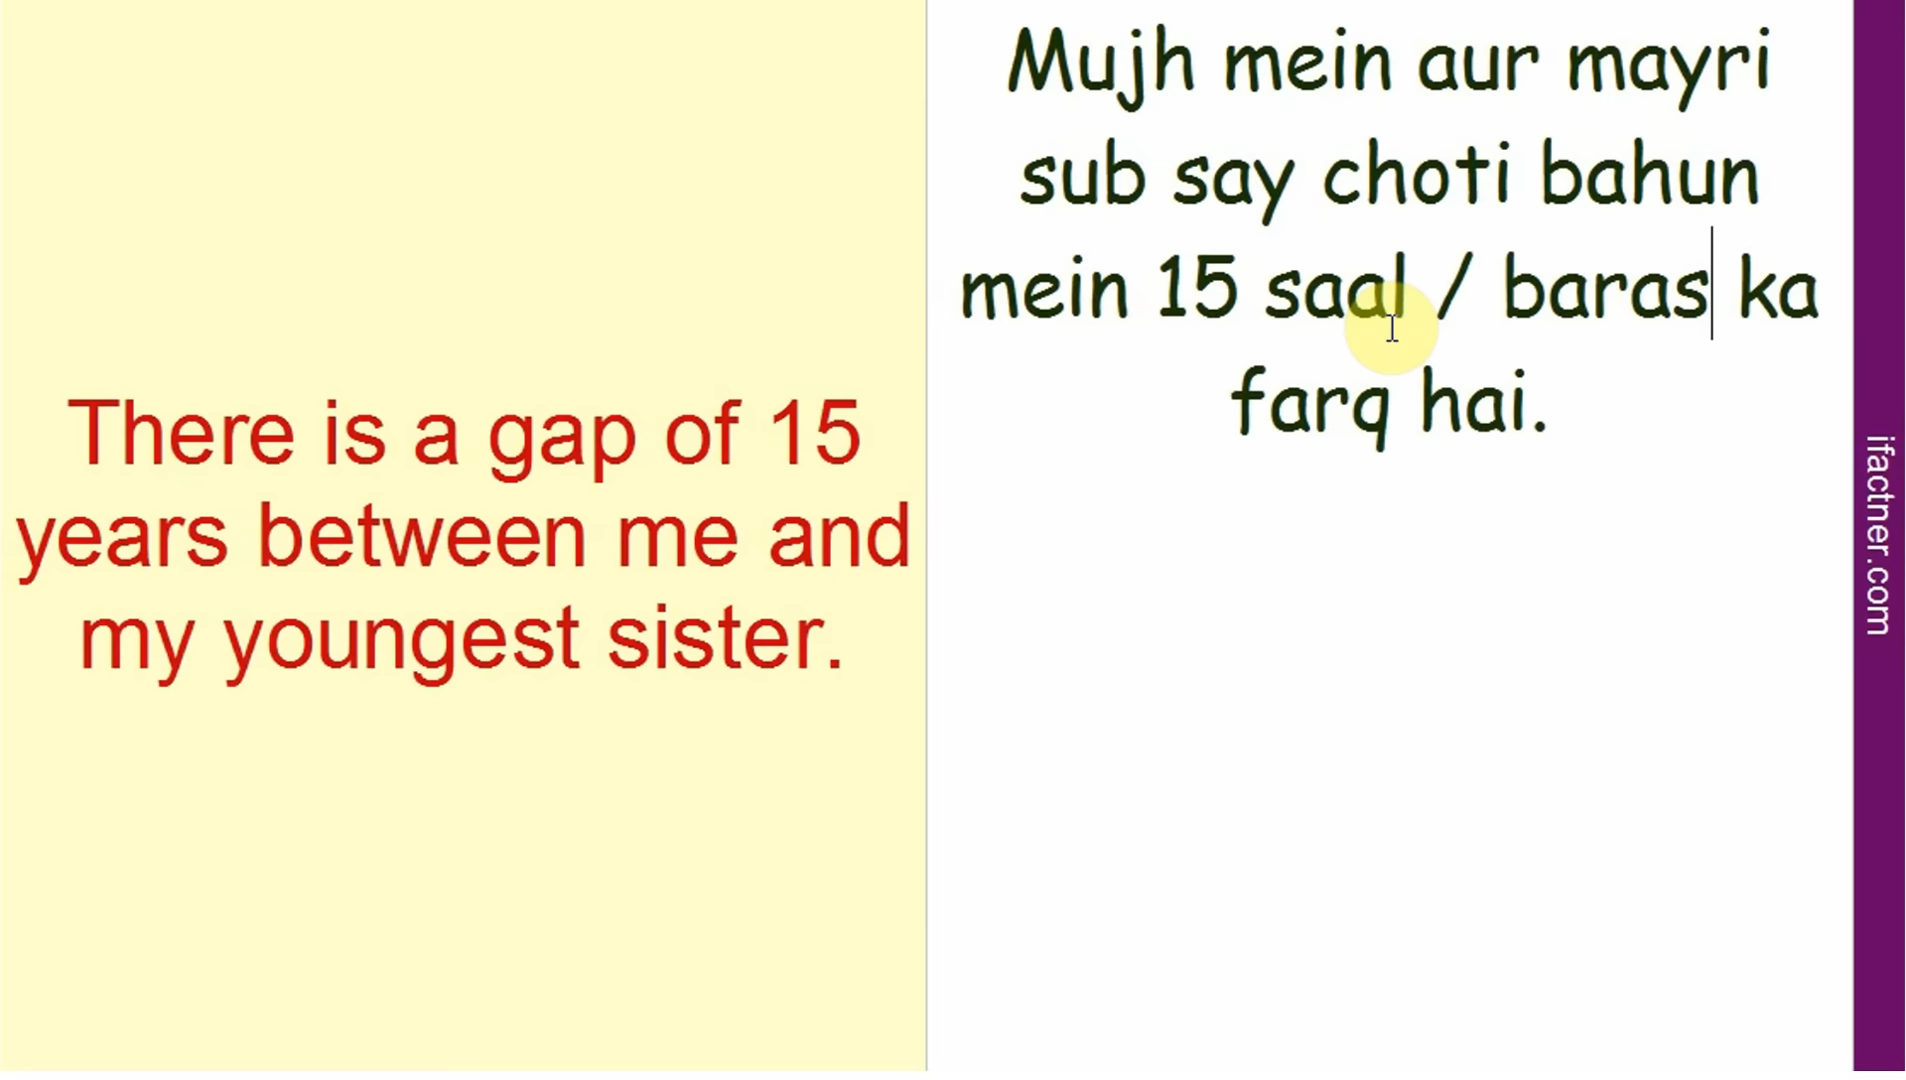 There is a gap of 15
years between me and
my youngest sister.
Mujh mein aur mayri
sub say choti bahun
mein 15 saal / baras ka
farq hai.
ifactner.com